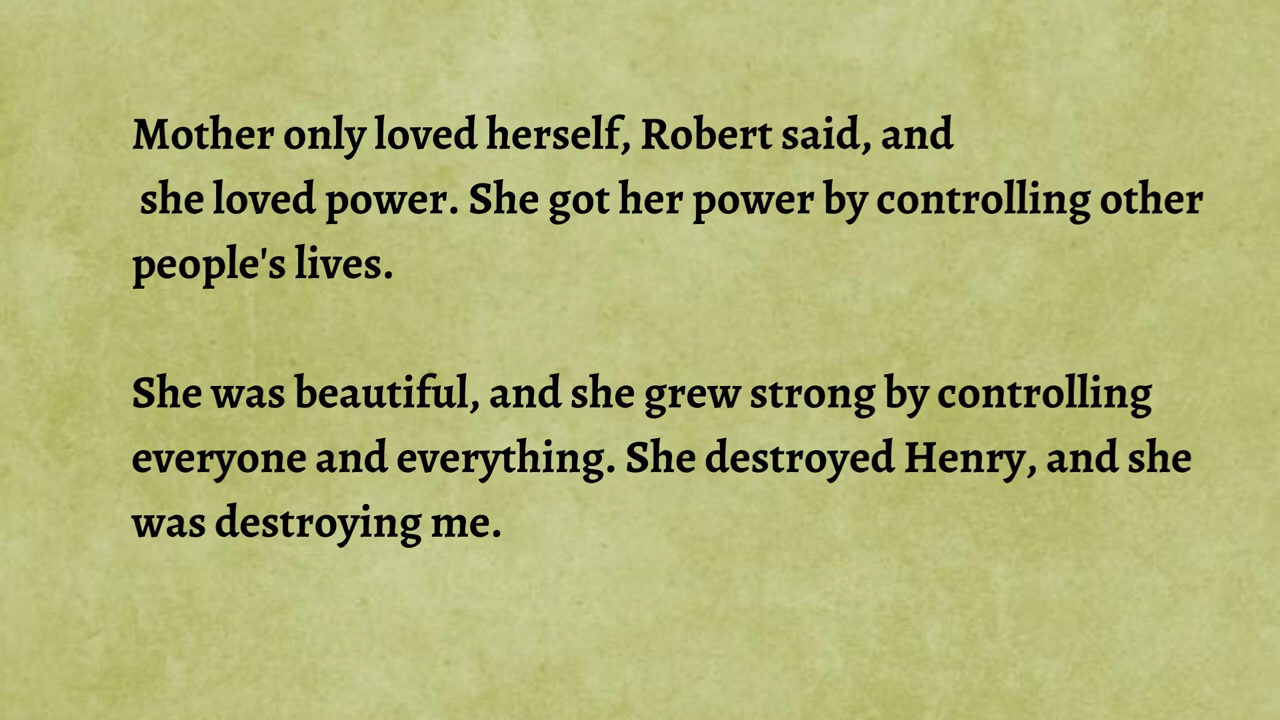 Mother only loved herself, Robert said, and
she loved power. She got her power by controlling other
people's lives.
She was beautiful, and she grew strong by controlling
everyone and everything. She destroyed Henry, and she
was destroying me.